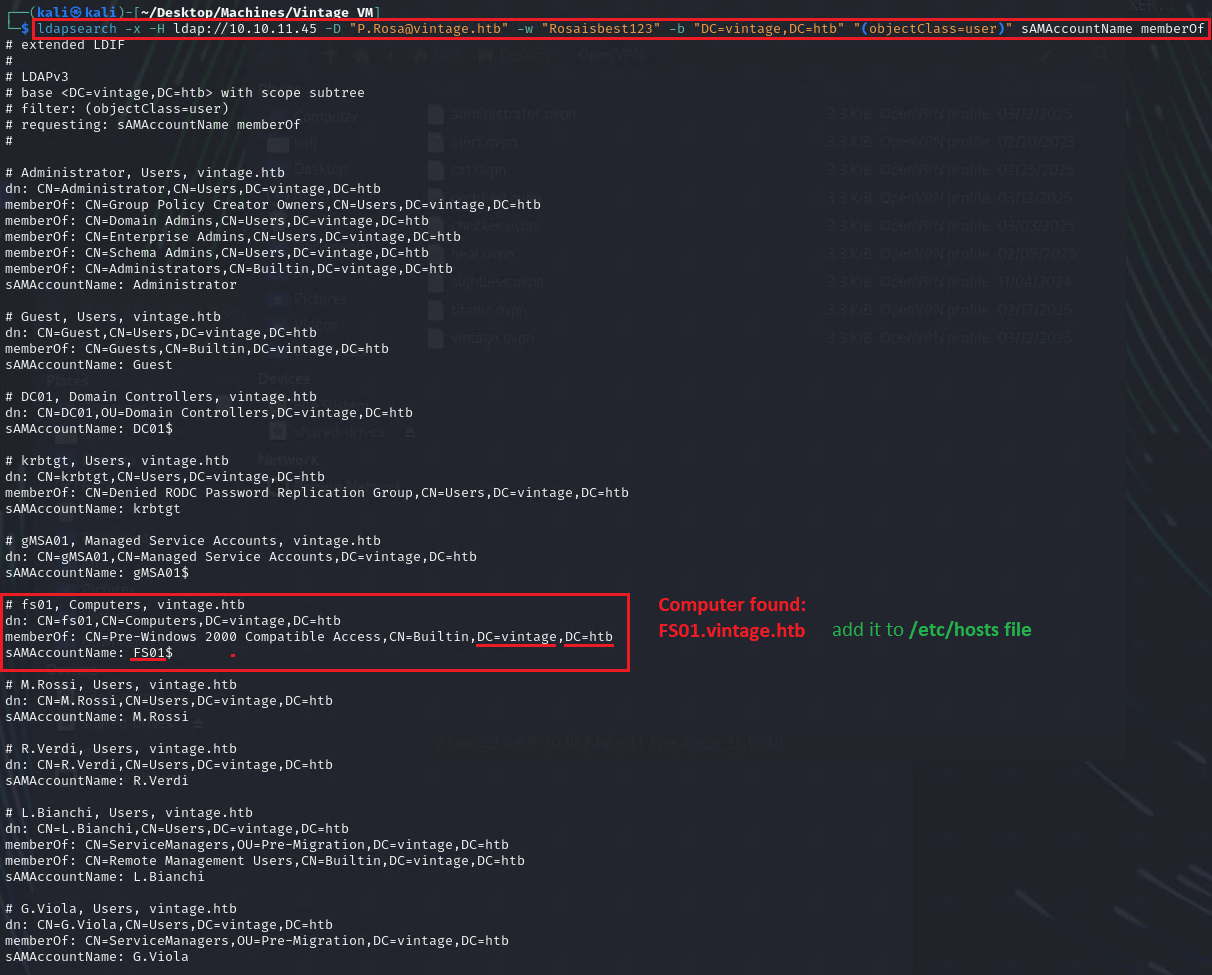 ┌──(kali㉿kali)-[~/Desktop/Machines/Vintage VM]
└─$ ldapsearch -x -H ldap://10.10.11.45 -D "P.Rosa@vintage.htb" -w "Rosaisbest123" -b "DC=vintage,DC=htb" "(objectClass=user)" sAMAccountName memberOf
# extended LDIF
#
# LDAPv3
# base <DC=vintage,DC=htb> with scope subtree
# filter: (objectClass=user)
# requesting: sAMAccountName memberOf
#
# Administrator, Users, vintage.htb
dn: CN=Administrator,CN=Users,DC=vintage,DC=htb
memberOf: CN=Group Policy Creator Owners,CN=Users,DC=vintage,DC=htb
memberOf: CN=Domain Admins,CN=Users,DC=vintage,DC=htb
memberOf: CN=Enterprise Admins,CN=Users,DC=vintage,DC=htb
memberOf: CN=Schema Admins,CN=Users,DC=vintage,DC=htb
memberOf: CN=Administrators,CN=Builtin,DC=vintage,DC=htb
sAMAccountName: Administrator
# Guest, Users, vintage.htb
dn: CN=Guest,CN=Users,DC=vintage,DC=htb
memberOf: CN=Guests,CN=Builtin,DC=vintage,DC=htb
sAMAccountName: Guest
# DC01, Domain Controllers, vintage.htb
dn: CN=DC01,OU=Domain Controllers,DC=vintage,DC=htb
sAMAccountName: DC01$
# krbtgt, Users, vintage.htb
dn: CN=krbtgt,CN=Users,DC=vintage,DC=htb
memberOf: CN=Denied RODC Password Replication Group,CN=Users,DC=vintage,DC=htb
sAMAccountName: krbtgt
# gMSA01, Managed Service Accounts, vintage.htb
dn: CN=gMSA01,CN=Managed Service Accounts,DC=vintage,DC=htb
sAMAccountName: gMSA01$
# fs01, Computers, vintage.htb
dn: CN=fs01,CN=Computers,DC=vintage,DC=htb
memberOf: CN=Pre-Windows 2000 Compatible Access,CN=Builtin,DC=vintage,DC=htb
sAMAccountName: FS01$
Computer found:
FS01.vintage.htb add it to /etc/hosts file
# M.Rossi, Users, vintage.htb
dn: CN=M.Rossi,CN=Users,DC=vintage,DC=htb
sAMAccountName: M.Rossi
# R.Verdi, Users, vintage.htb
dn: CN=R.Verdi,CN=Users,DC=vintage,DC=htb
sAMAccountName: R.Verdi
# L.Bianchi, Users, vintage.htb
dn: CN=L.Bianchi,CN=Users,DC=vintage,DC=htb
memberOf: CN=ServiceManagers,OU=Pre-Migration,DC=vintage,DC=htb
memberOf: CN=Remote Management Users,CN=Builtin,DC=vintage,DC=htb
sAMAccountName: L.Bianchi
# G.Viola, Users, vintage.htb
dn: CN=G.Viola,CN=Users,DC=vintage,DC=htb
memberOf: CN=ServiceManagers,OU=Pre-Migration,DC=vintage,DC=htb
sAMAccountName: G.Viola